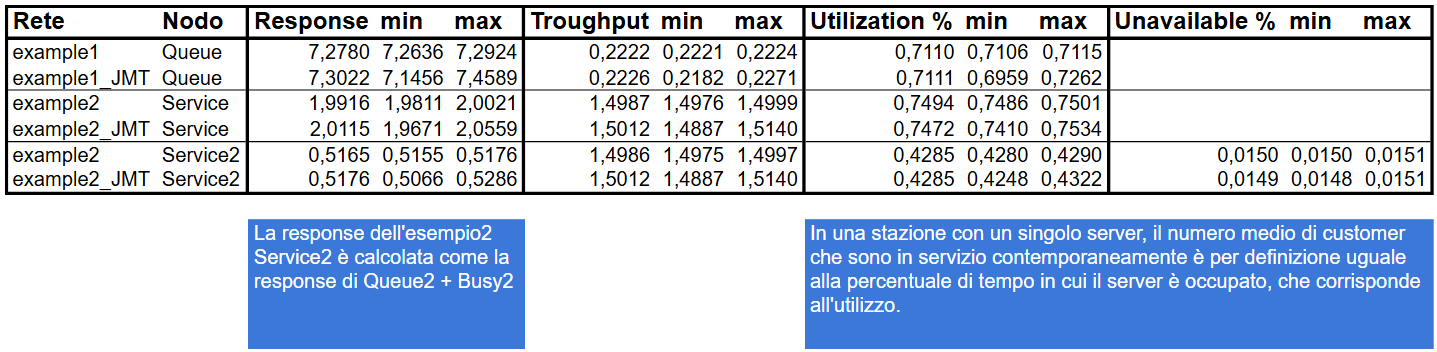 Rete Nodo Response min max Troughput min max Utilization % min max Unavailable % min max
example1 Queue 7,2780 7,2636 7,2924 0,2222 0,2221 0,2224 0,7110 0,7106 0,7115
example1_JMT Queue 7,3022 7,1456 7,4589 0,2226 0,2182 0,2271 0,7111 0,6959 0,7262
example2 Service 1,9916 1,9811 2,0021 1,4987 1,4976 1,4999 0,7494 0,7486 0,7501
example2_JMT Service 2,0115 1,9671 2,0559 1,5012 1,4887 1,5140 0,7472 0,7410 0,7534
example2 Service2 0,5165 0,5155 0,5176 1,4986 1,4975 1,4997 0,4285 0,4280 0,4290 0,0150 0,0150 0,0151
example2_JMT Service2 0,5176 0,5066 0,5286 1,5012 1,4887 1,5140 0,4285 0,4248 0,4322 0,0149 0,0148 0,0151
La response dell'esempio2
Service2 è calcolata come la
response di Queue2 + Busy2
In una stazione con un singolo server, il numero medio di customer
che sono in servizio contemporaneamente è per definizione uguale
alla percentuale di tempo in cui il server è occupato, che corrisponde
all'utilizzo.